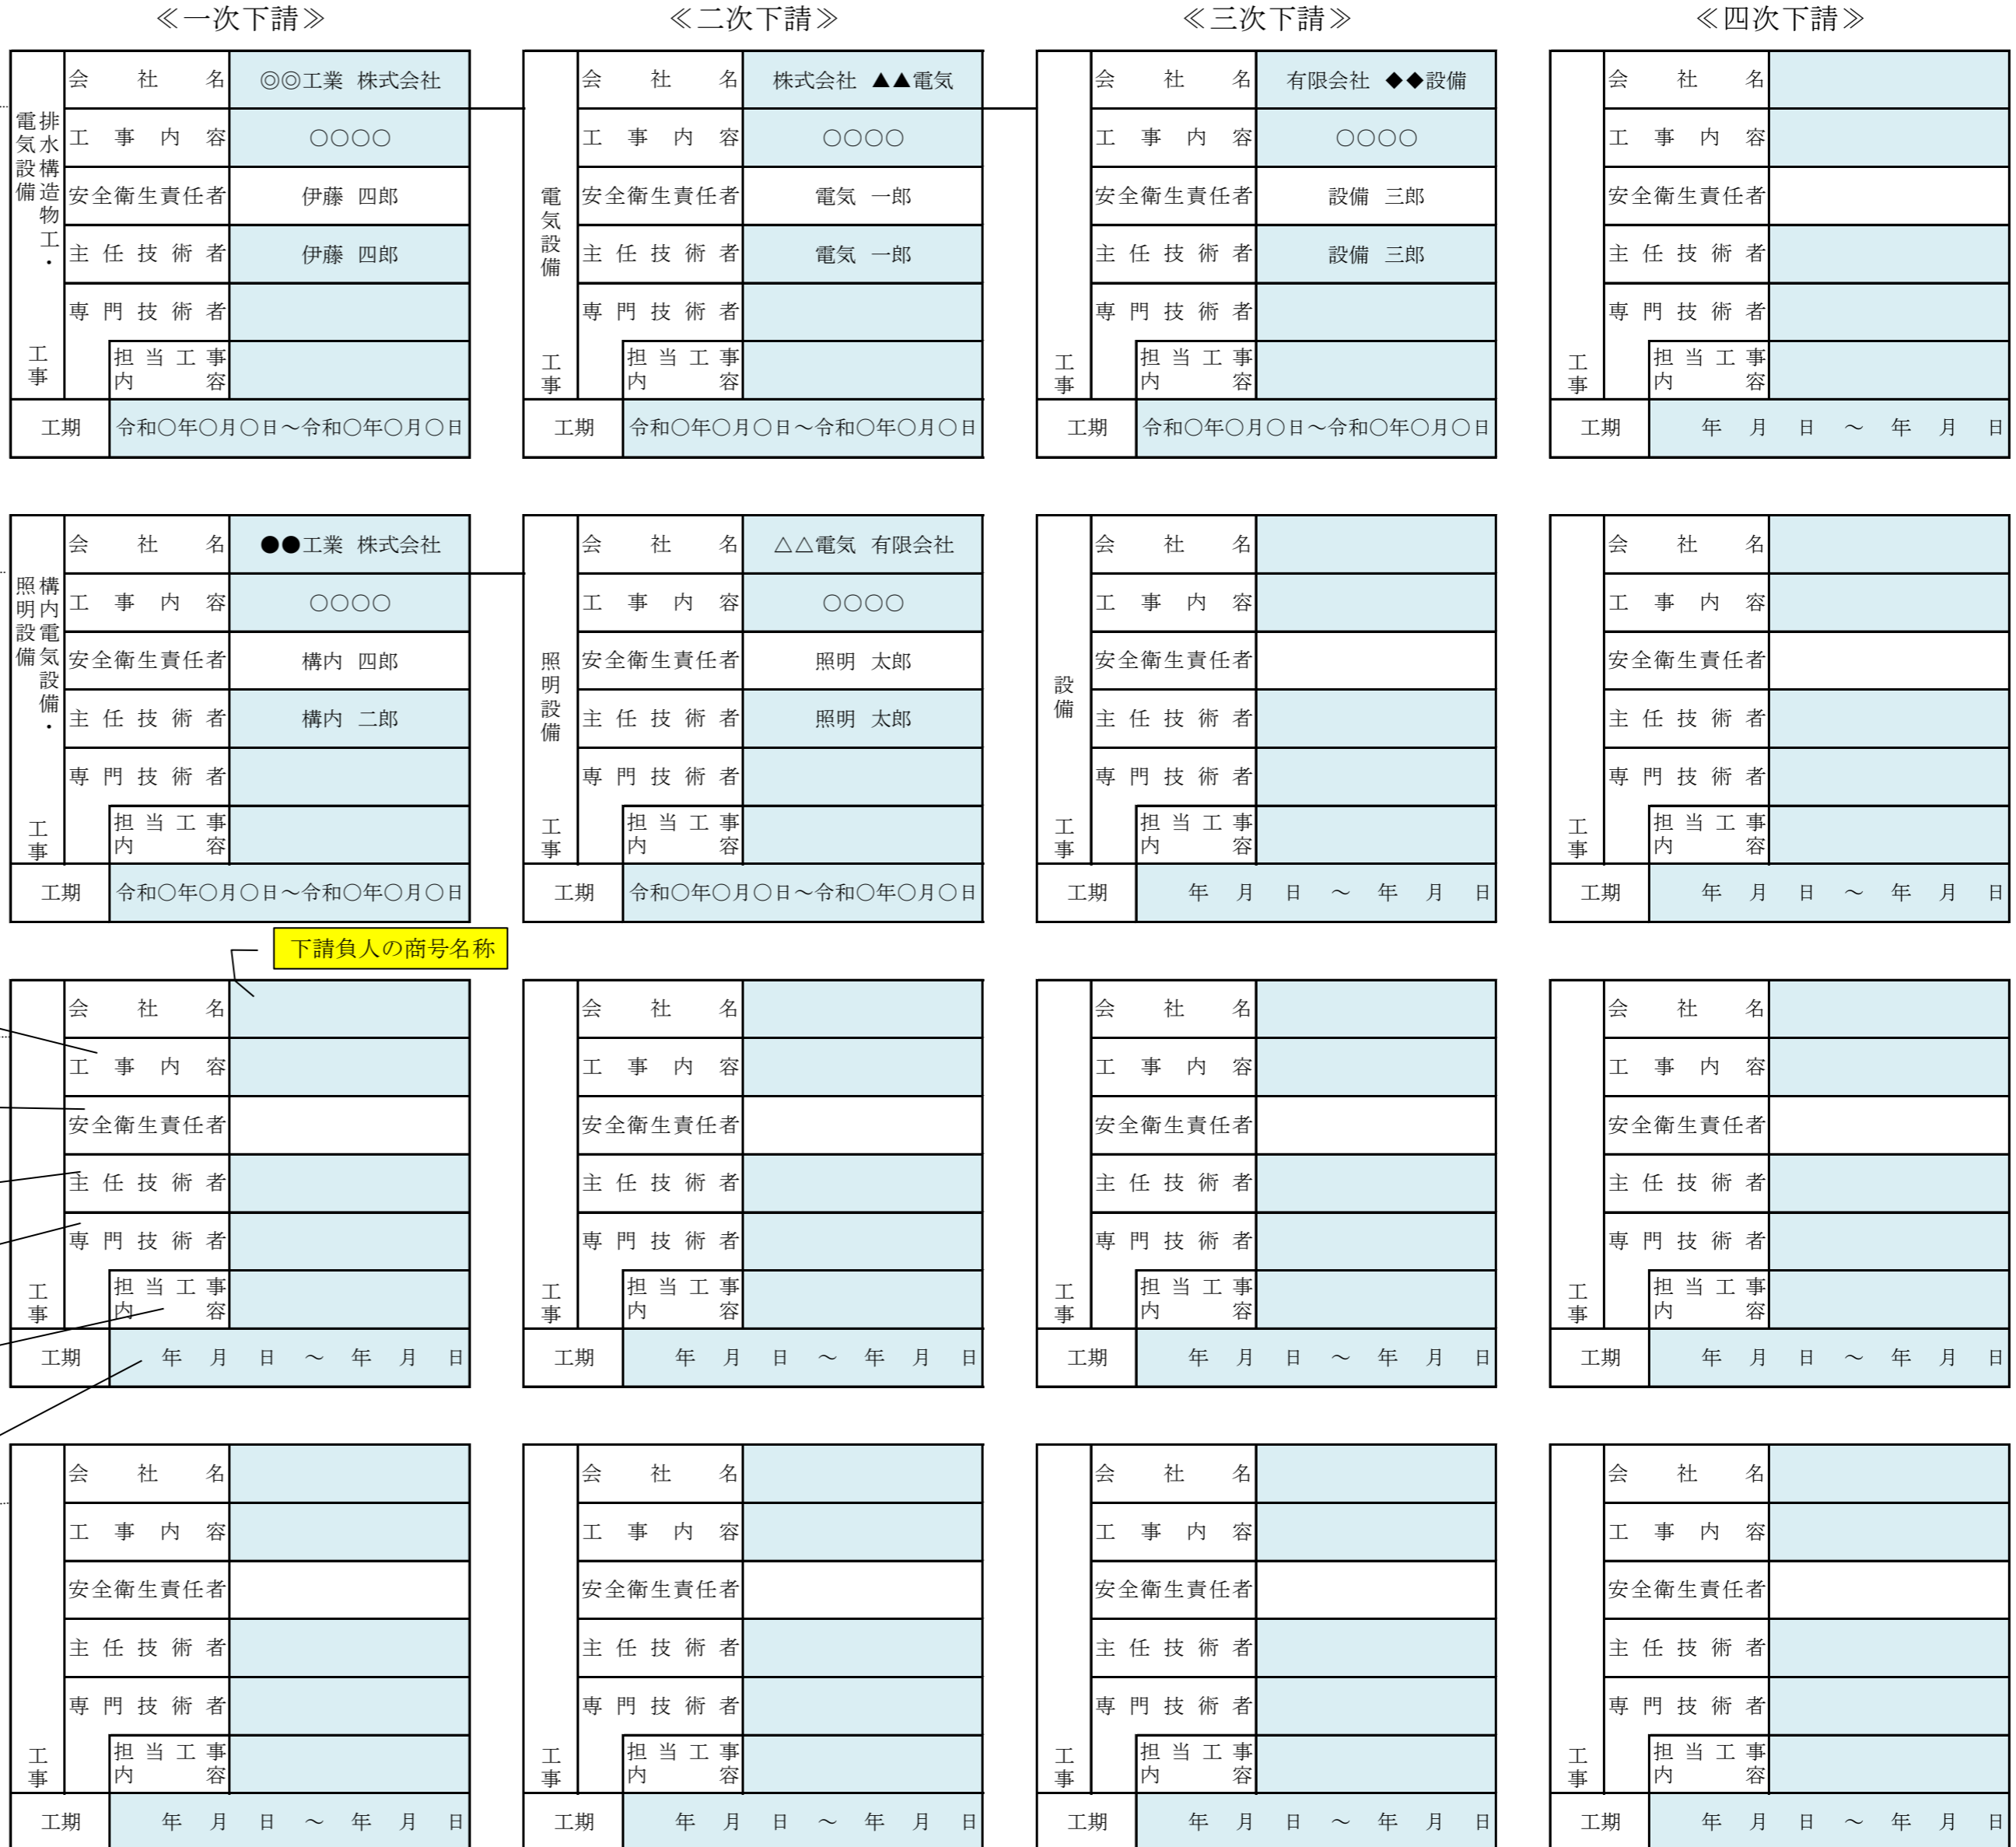 ≪一次下請≫ ≪二次下請≫ ≪三次下請≫ ≪四次下請≫
排水構造物工・電気設備 工事
会社名 ◎◎工業 株式会社
工事内容 ○○○○
安全衛生責任者 伊藤 四郎
主任技術者 伊藤 四郎
専門技術者
担当工事内容
工期 令和○年○月○日～令和○年○月○日
電気設備 工事
会社名 株式会社 ▲▲電気
工事内容 ○○○○
安全衛生責任者 電気 一郎
主任技術者 電気 一郎
専門技術者
担当工事内容
工期 令和○年○月○日～令和○年○月○日
工事
会社名 有限会社 ◆◆設備
工事内容 ○○○○
安全衛生責任者 設備 三郎
主任技術者 設備 三郎
専門技術者
担当工事内容
工期 令和○年○月○日～令和○年○月○日
工事
会社名
工事内容
安全衛生責任者
主任技術者
専門技術者
担当工事内容
工期 年 月 日 ～ 年 月 日
構内電気設備・照明設備 工事
会社名 ●●工業 株式会社
工事内容 ○○○○
安全衛生責任者 構内 四郎
主任技術者 構内 二郎
専門技術者
担当工事内容
工期 令和○年○月○日～令和○年○月○日
照明設備 工事
会社名 △△電気 有限会社
工事内容 ○○○○
安全衛生責任者 照明 太郎
主任技術者 照明 太郎
専門技術者
担当工事内容
工期 令和○年○月○日～令和○年○月○日
設備 工事
会社名
工事内容
安全衛生責任者
主任技術者
専門技術者
担当工事内容
工期 年 月 日 ～ 年 月 日
工事
会社名
工事内容
安全衛生責任者
主任技術者
専門技術者
担当工事内容
工期 年 月 日 ～ 年 月 日
下請負人の商号名称
工事
会社名
工事内容
安全衛生責任者
主任技術者
専門技術者
担当工事内容
工期 年 月 日 ～ 年 月 日
工事
会社名
工事内容
安全衛生責任者
主任技術者
専門技術者
担当工事内容
工期 年 月 日 ～ 年 月 日
工事
会社名
工事内容
安全衛生責任者
主任技術者
専門技術者
担当工事内容
工期 年 月 日 ～ 年 月 日
工事
会社名
工事内容
安全衛生責任者
主任技術者
専門技術者
担当工事内容
工期 年 月 日 ～ 年 月 日
工事
会社名
工事内容
安全衛生責任者
主任技術者
専門技術者
担当工事内容
工期 年 月 日 ～ 年 月 日
工事
会社名
工事内容
安全衛生責任者
主任技術者
専門技術者
担当工事内容
工期 年 月 日 ～ 年 月 日
工事
会社名
工事内容
安全衛生責任者
主任技術者
専門技術者
担当工事内容
工期 年 月 日 ～ 年 月 日
工事
会社名
工事内容
安全衛生責任者
主任技術者
専門技術者
担当工事内容
工期 年 月 日 ～ 年 月 日